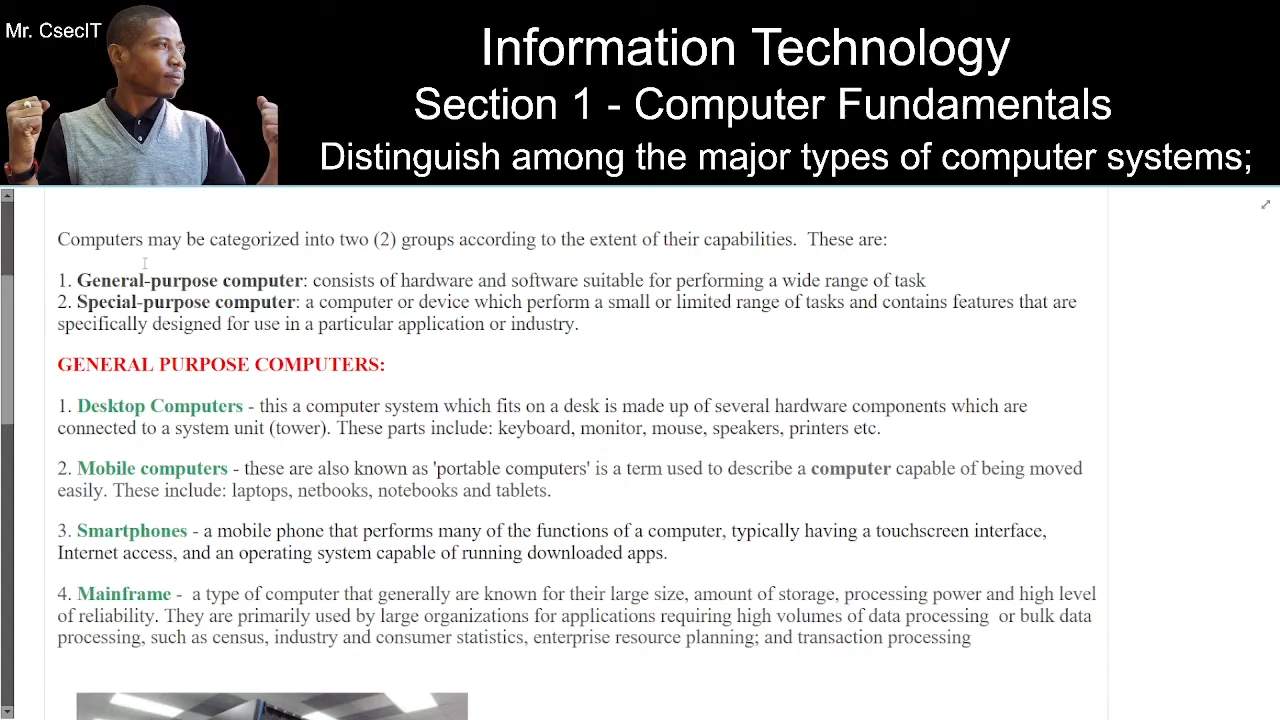 Mr. CsecIT
Information Technology
Section 1 - Computer Fundamentals
Distinguish among the major types of computer systems;
Computers may be categorized into two (2) groups according to the extent of their capabilities.  These are:
1. General-purpose computer: consists of hardware and software suitable for performing a wide range of task
2. Special-purpose computer: a computer or device which perform a small or limited range of tasks and contains features that are
specifically designed for use in a particular application or industry.
GENERAL PURPOSE COMPUTERS:
1. Desktop Computers - this a computer system which fits on a desk is made up of several hardware components which are
connected to a system unit (tower). These parts include: keyboard, monitor, mouse, speakers, printers etc.
2. Mobile computers - these are also known as 'portable computers' is a term used to describe a computer capable of being moved
easily. These include: laptops, netbooks, notebooks and tablets.
3. Smartphones - a mobile phone that performs many of the functions of a computer, typically having a touchscreen interface,
Internet access, and an operating system capable of running downloaded apps.
4. Mainframe -  a type of computer that generally are known for their large size, amount of storage, processing power and high level
of reliability. They are primarily used by large organizations for applications requiring high volumes of data processing  or bulk data
processing, such as census, industry and consumer statistics, enterprise resource planning; and transaction processing